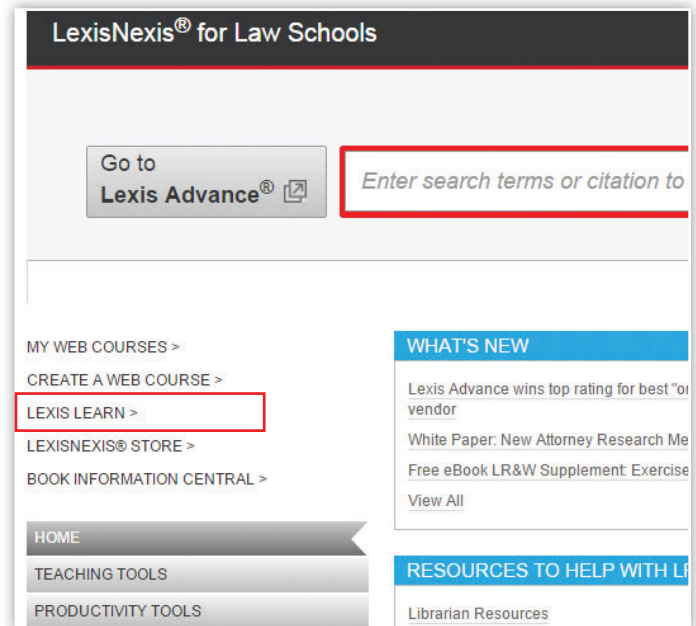 LexisNexis® for Law Schools
Go to
Lexis Advance®
Enter search terms or citation to
MY WEB COURSES >
CREATE A WEB COURSE >
LEXIS LEARN >
LEXISNEXIS® STORE >
BOOK INFORMATION CENTRAL >
HOME
TEACHING TOOLS
PRODUCTIVITY TOOLS
WHAT'S NEW
Lexis Advance wins top rating for best "or
vendor
White Paper: New Attorney Research Me
Free eBook LR&W Supplement: Exercise
View All
RESOURCES TO HELP WITH
Librarian Resources